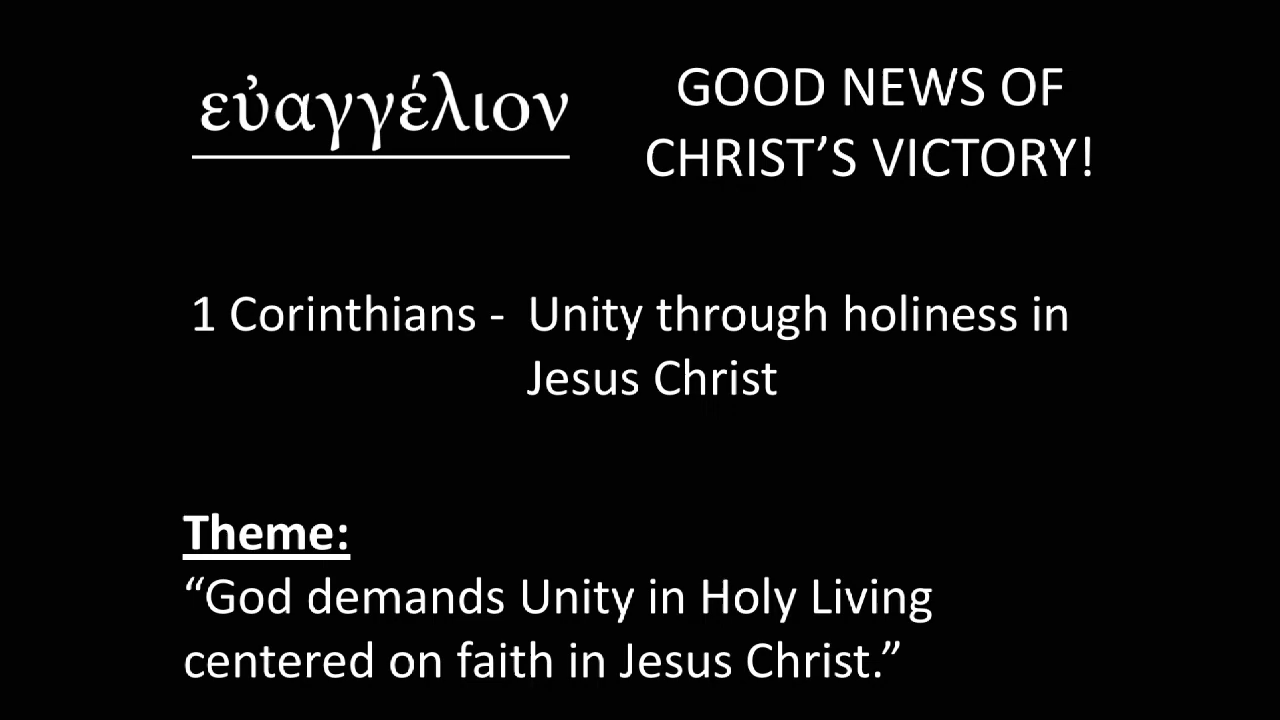 εὐαγγέλιον
GOOD NEWS OF
CHRIST’S VICTORY!
1 Corinthians - Unity through holiness in
Jesus Christ
Theme:
“God demands Unity in Holy Living
centered on faith in Jesus Christ.”